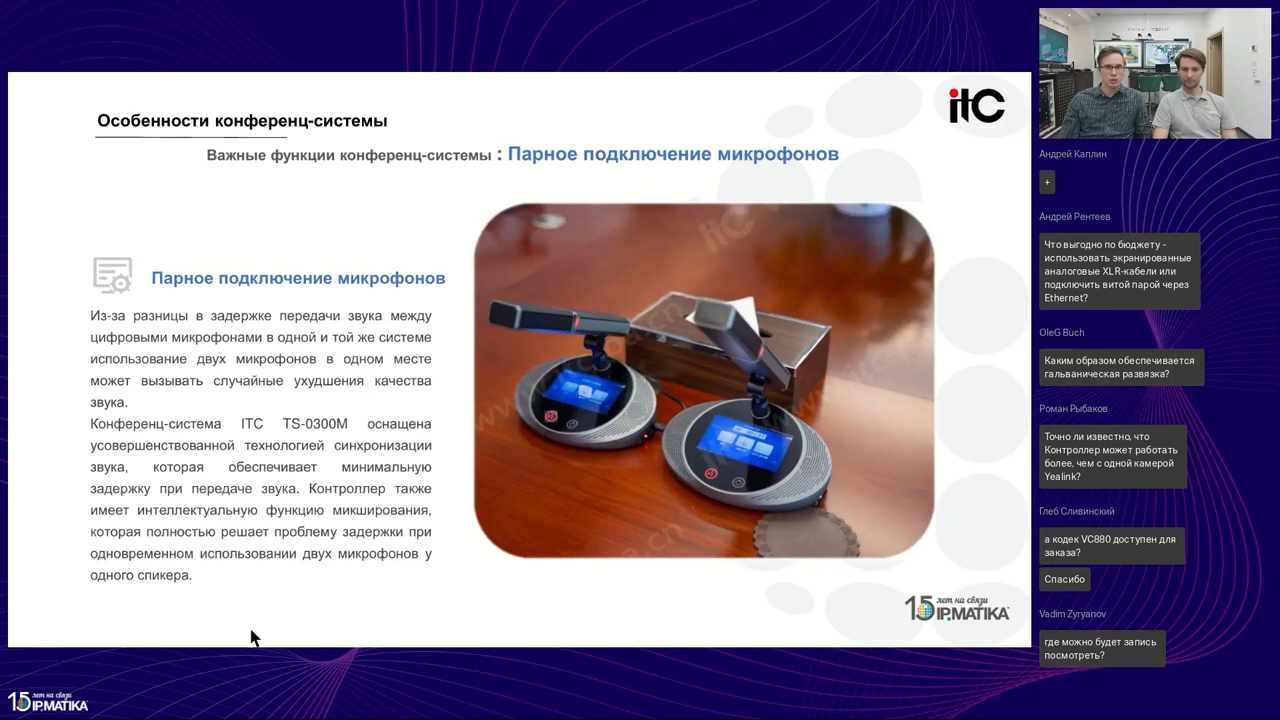 itC
Особенности конференц-системы
Важные функции конференц-системы : Парное подключение микрофонов
Парное подключение микрофонов
Из-за разницы в задержке передачи звука между
цифровыми микрофонами в одной и той же системе
использование двух микрофонов в одном месте
может вызывать случайные ухудшения качества
звука.
Конференц-система ITC TS-0300M оснащена
усовершенствованной технологией синхронизации
звука, которая обеспечивает минимальную
задержку при передаче звука. Контроллер также
имеет интеллектуальную функцию микширования,
которая полностью решает проблему задержки при
одновременном использовании двух микрофонов у
одного спикера.
15 лет на связи
IPMATIKA
15 лет на связи
IPMATIKA
Андрей Каплин
+
Андрей Рентеев
Что выгодно по бюджету -
использовать экранированные
аналоговые XLR-кабели или
подключить витой парой через
Ethernet?
OleG Buch
Каким образом обеспечивается
гальваническая развязка?
Роман Рыбаков
Точно ли известно, что
Контроллер может работать
более, чем с одной камерой
Yealink?
Глеб Сливинский
а кодек VC880 доступен для
заказа?
Спасибо
Vadim Zyryanov
где можно будет запись
посмотреть?